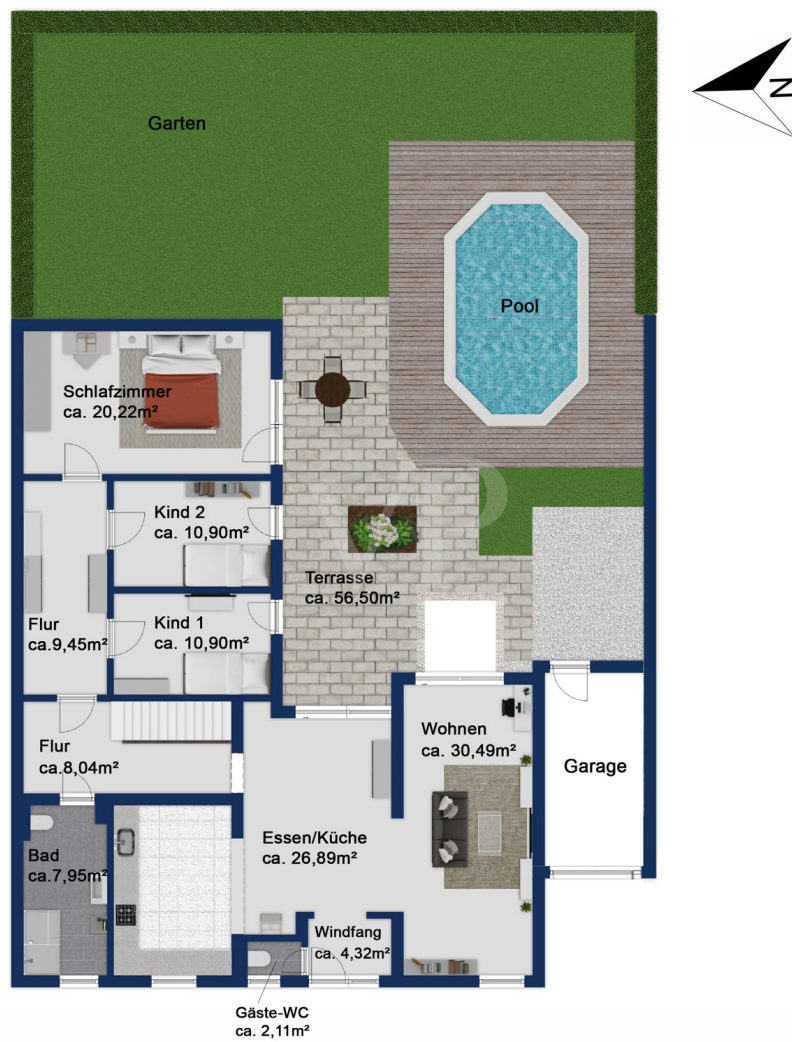 Garten
N
Pool
Schlafzimmer
ca. 20,22m²
Kind 2
ca. 10,90m²
Terrasse
ca. 56,50m²
Kind 1
ca. 10,90m²
Flur
ca.9,45m²
Wohnen
ca. 30,49m²
Flur
ca.8,04m²
Garage
Essen/Küche
ca. 26,89m²
Bad
ca.7,95m²
Windfang
ca. 4,32m²
Gäste-WC
ca. 2,11m²